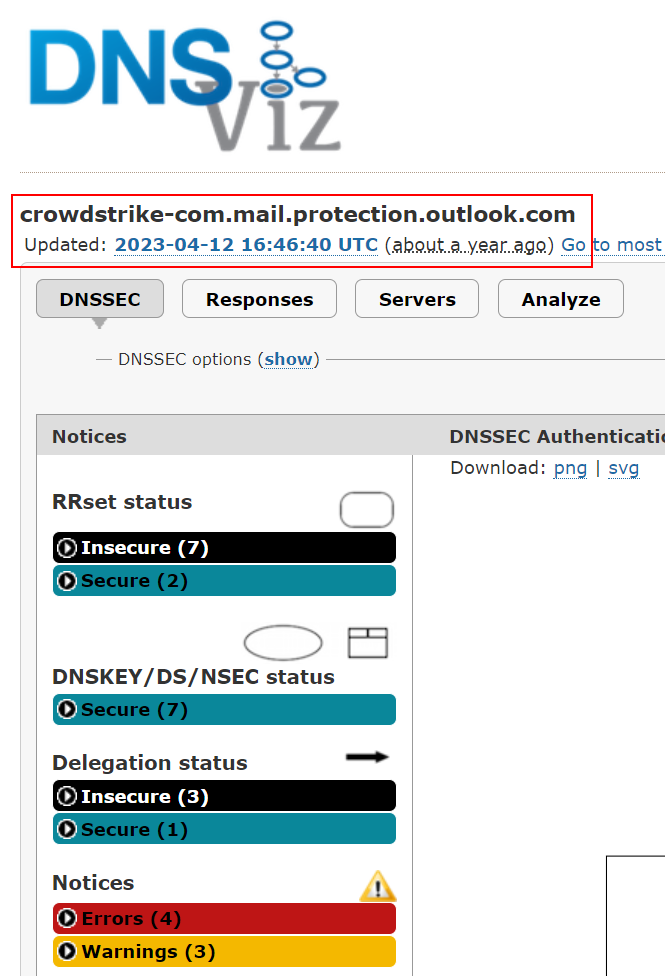 DNS
Viz
crowdstrike-com.mail.protection.outlook.com
Updated: 2023-04-12 16:46:40 UTC (about a year ago) Go to most
DNSSEC Responses Servers Analyze
DNSSEC options (show)
Notices
DNSSEC Authenticatio
Download: png | svg
RRset status
Insecure (7)
Secure (2)
DNSKEY/DS/NSEC status
Secure (7)
Delegation status
Insecure (3)
Secure (1)
Notices
Errors (4)
Warnings (3)